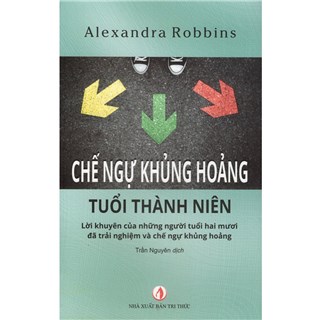 Alexandra Robbins
CHẾ NGỰ KHỦNG HOẢNG
TUỔI THÀNH NIÊN
Lời khuyên của những người tuổi hai mươi
đã trải nghiệm và chế ngự khủng hoảng
Trần Nguyên dịch
NHÀ XUẤT BẢN TRI THỨC